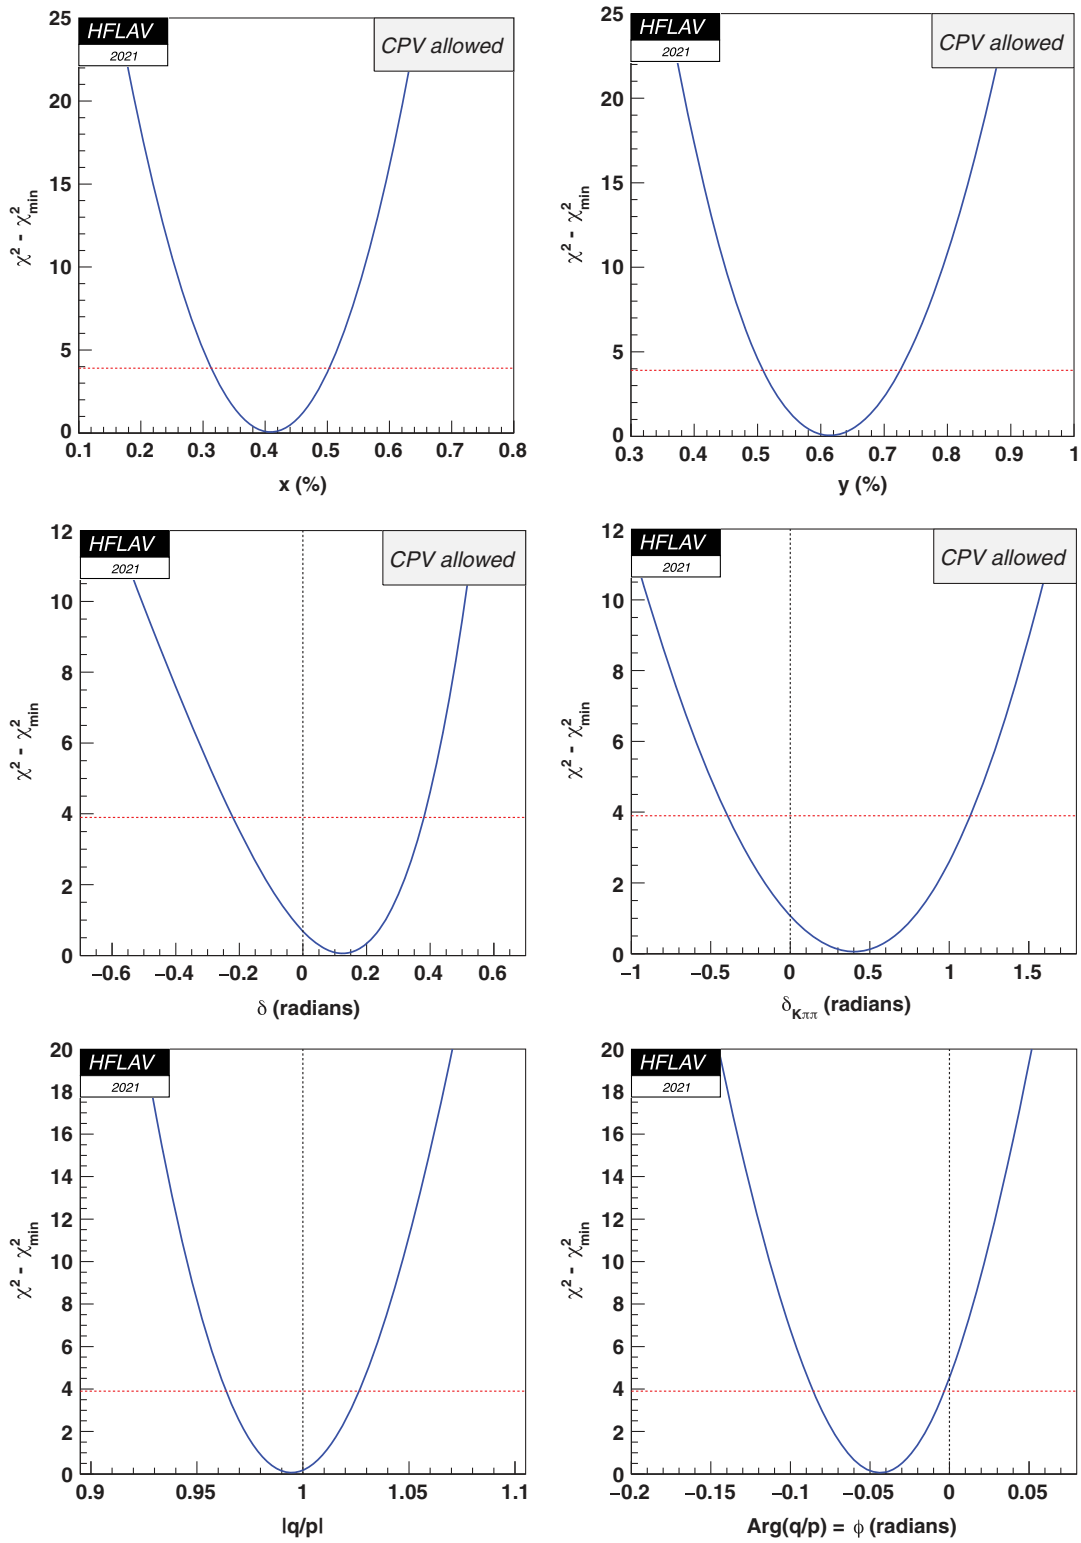 HFLAV
2021
CPV allowed
25
20
15
10
5
0
χ² - χ²min
0.1 0.2 0.3 0.4 0.5 0.6 0.7 0.8
x (%)
HFLAV
2021
CPV allowed
25
20
15
10
5
0
χ² - χ²min
0.3 0.4 0.5 0.6 0.7 0.8 0.9 1
y (%)
HFLAV
2021
CPV allowed
12
10
8
6
4
2
0
χ² - χ²min
−0.6 −0.4 −0.2 0 0.2 0.4 0.6
δ (radians)
HFLAV
2021
CPV allowed
12
10
8
6
4
2
0
χ² - χ²min
−1 −0.5 0 0.5 1 1.5
δKππ (radians)
HFLAV
2021
20
18
16
14
12
10
8
6
4
2
0
χ² - χ²min
0.9 0.95 1 1.05 1.1
|q/p|
HFLAV
2021
20
18
16
14
12
10
8
6
4
2
0
χ² - χ²min
−0.2 −0.15 −0.1 −0.05 0 0.05
Arg(q/p) = ϕ (radians)